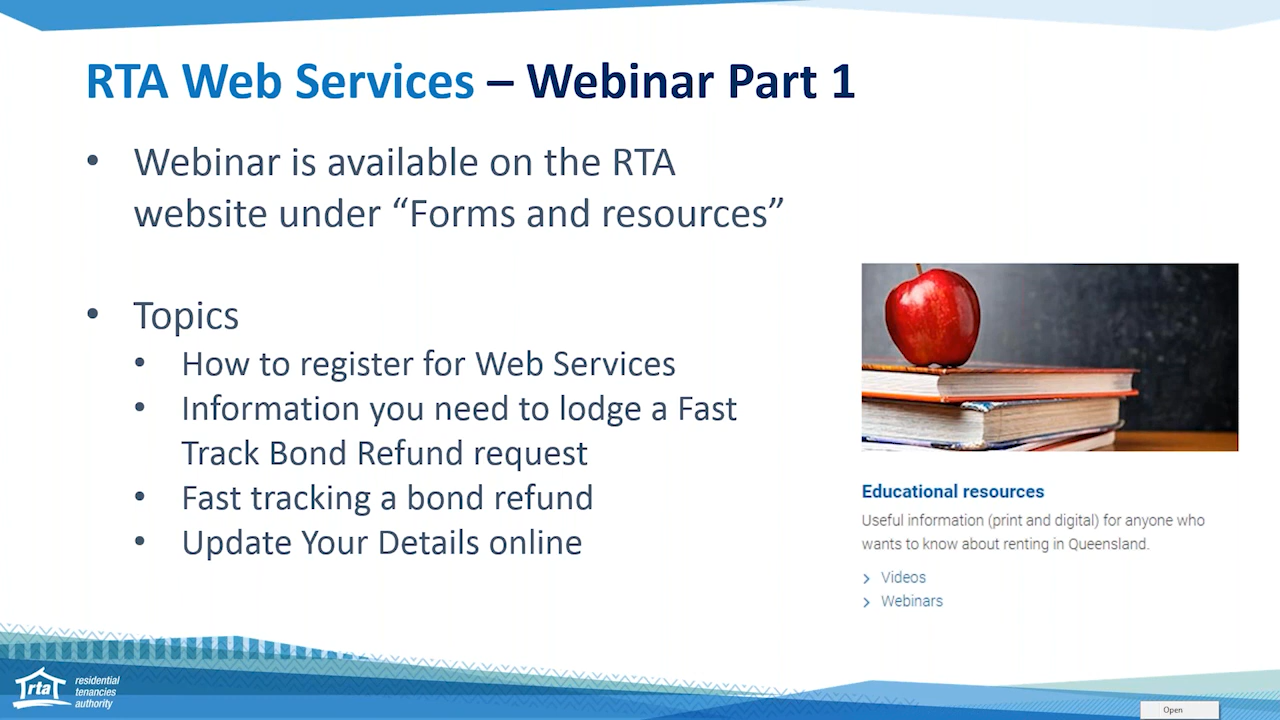 RTA Web Services – Webinar Part 1
• Webinar is available on the RTA
website under “Forms and resources”
• Topics
• How to register for Web Services
• Information you need to lodge a Fast
Track Bond Refund request
• Fast tracking a bond refund
• Update Your Details online
Educational resources
Useful information (print and digital) for anyone who
wants to know about renting in Queensland.
> Videos
> Webinars
rta
residential
tenancies
authority
Open